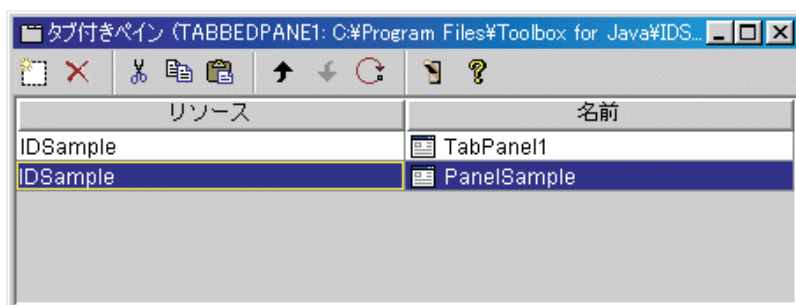 タブ付きペイン (TABBEDPANE1: C:¥Program Files¥Toolbox for Java¥IDS...
リソース 名前
IDSample TabPanel1
IDSample PanelSample